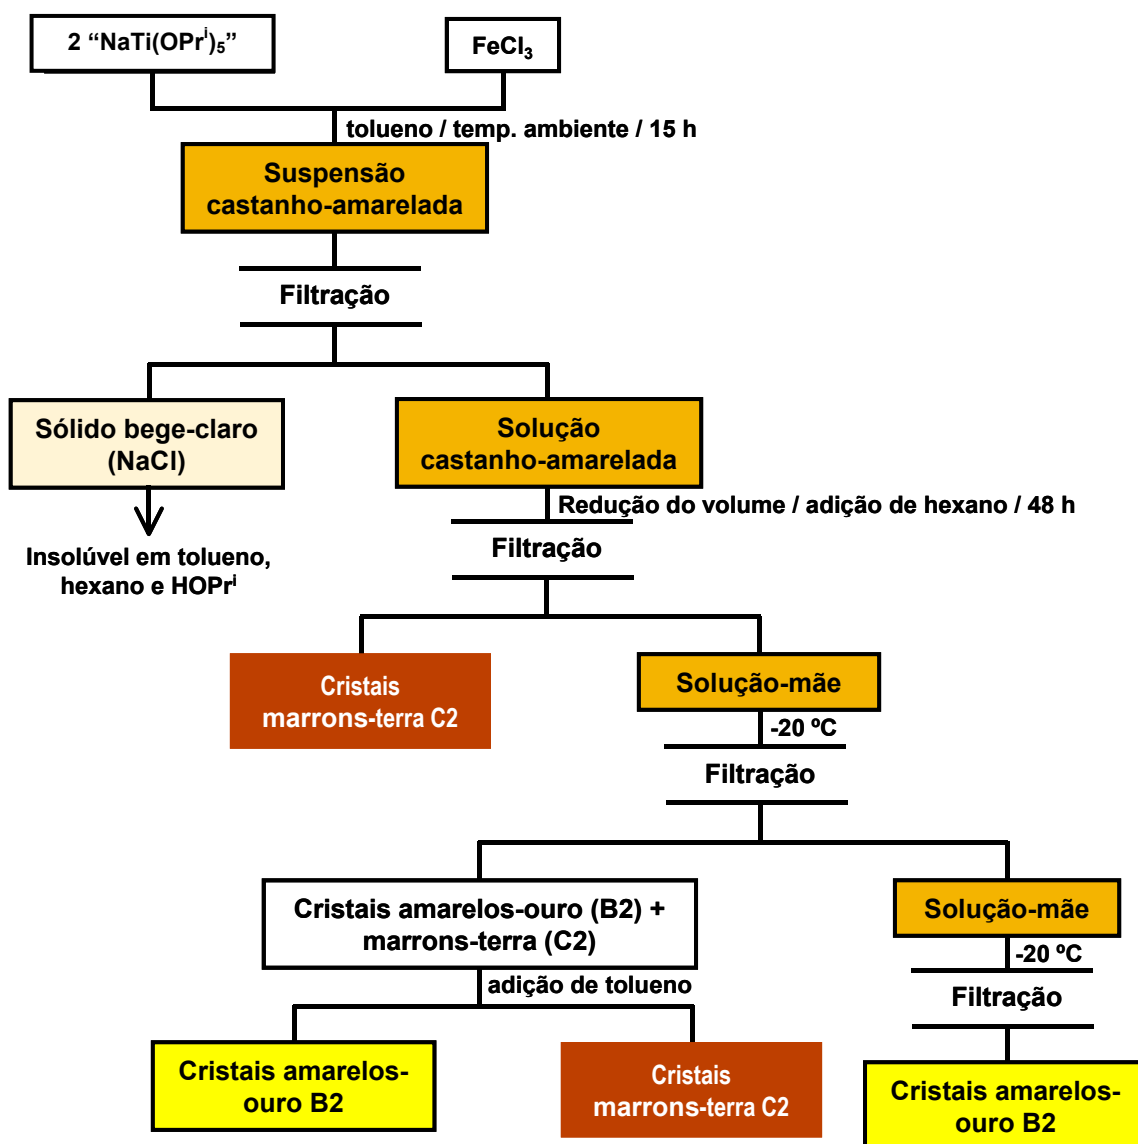 2 “NaTi(OPrⁱ)₅”
FeCl₃
tolueno / temp. ambiente / 15 h
Suspensão
castanho-amarelada
Filtração
Sólido bege-claro
(NaCl)
Solução
castanho-amarelada
Insolúvel em tolueno,
hexano e HOPrⁱ
Redução do volume / adição de hexano / 48 h
Filtração
Cristais
marrons-terra C2
Solução-mãe
-20 ºC
Filtração
Cristais amarelos-ouro (B2) +
marrons-terra (C2)
Solução-mãe
adição de tolueno
-20 ºC
Filtração
Cristais amarelos-
ouro B2
Cristais
marrons-terra C2
Cristais amarelos-
ouro B2